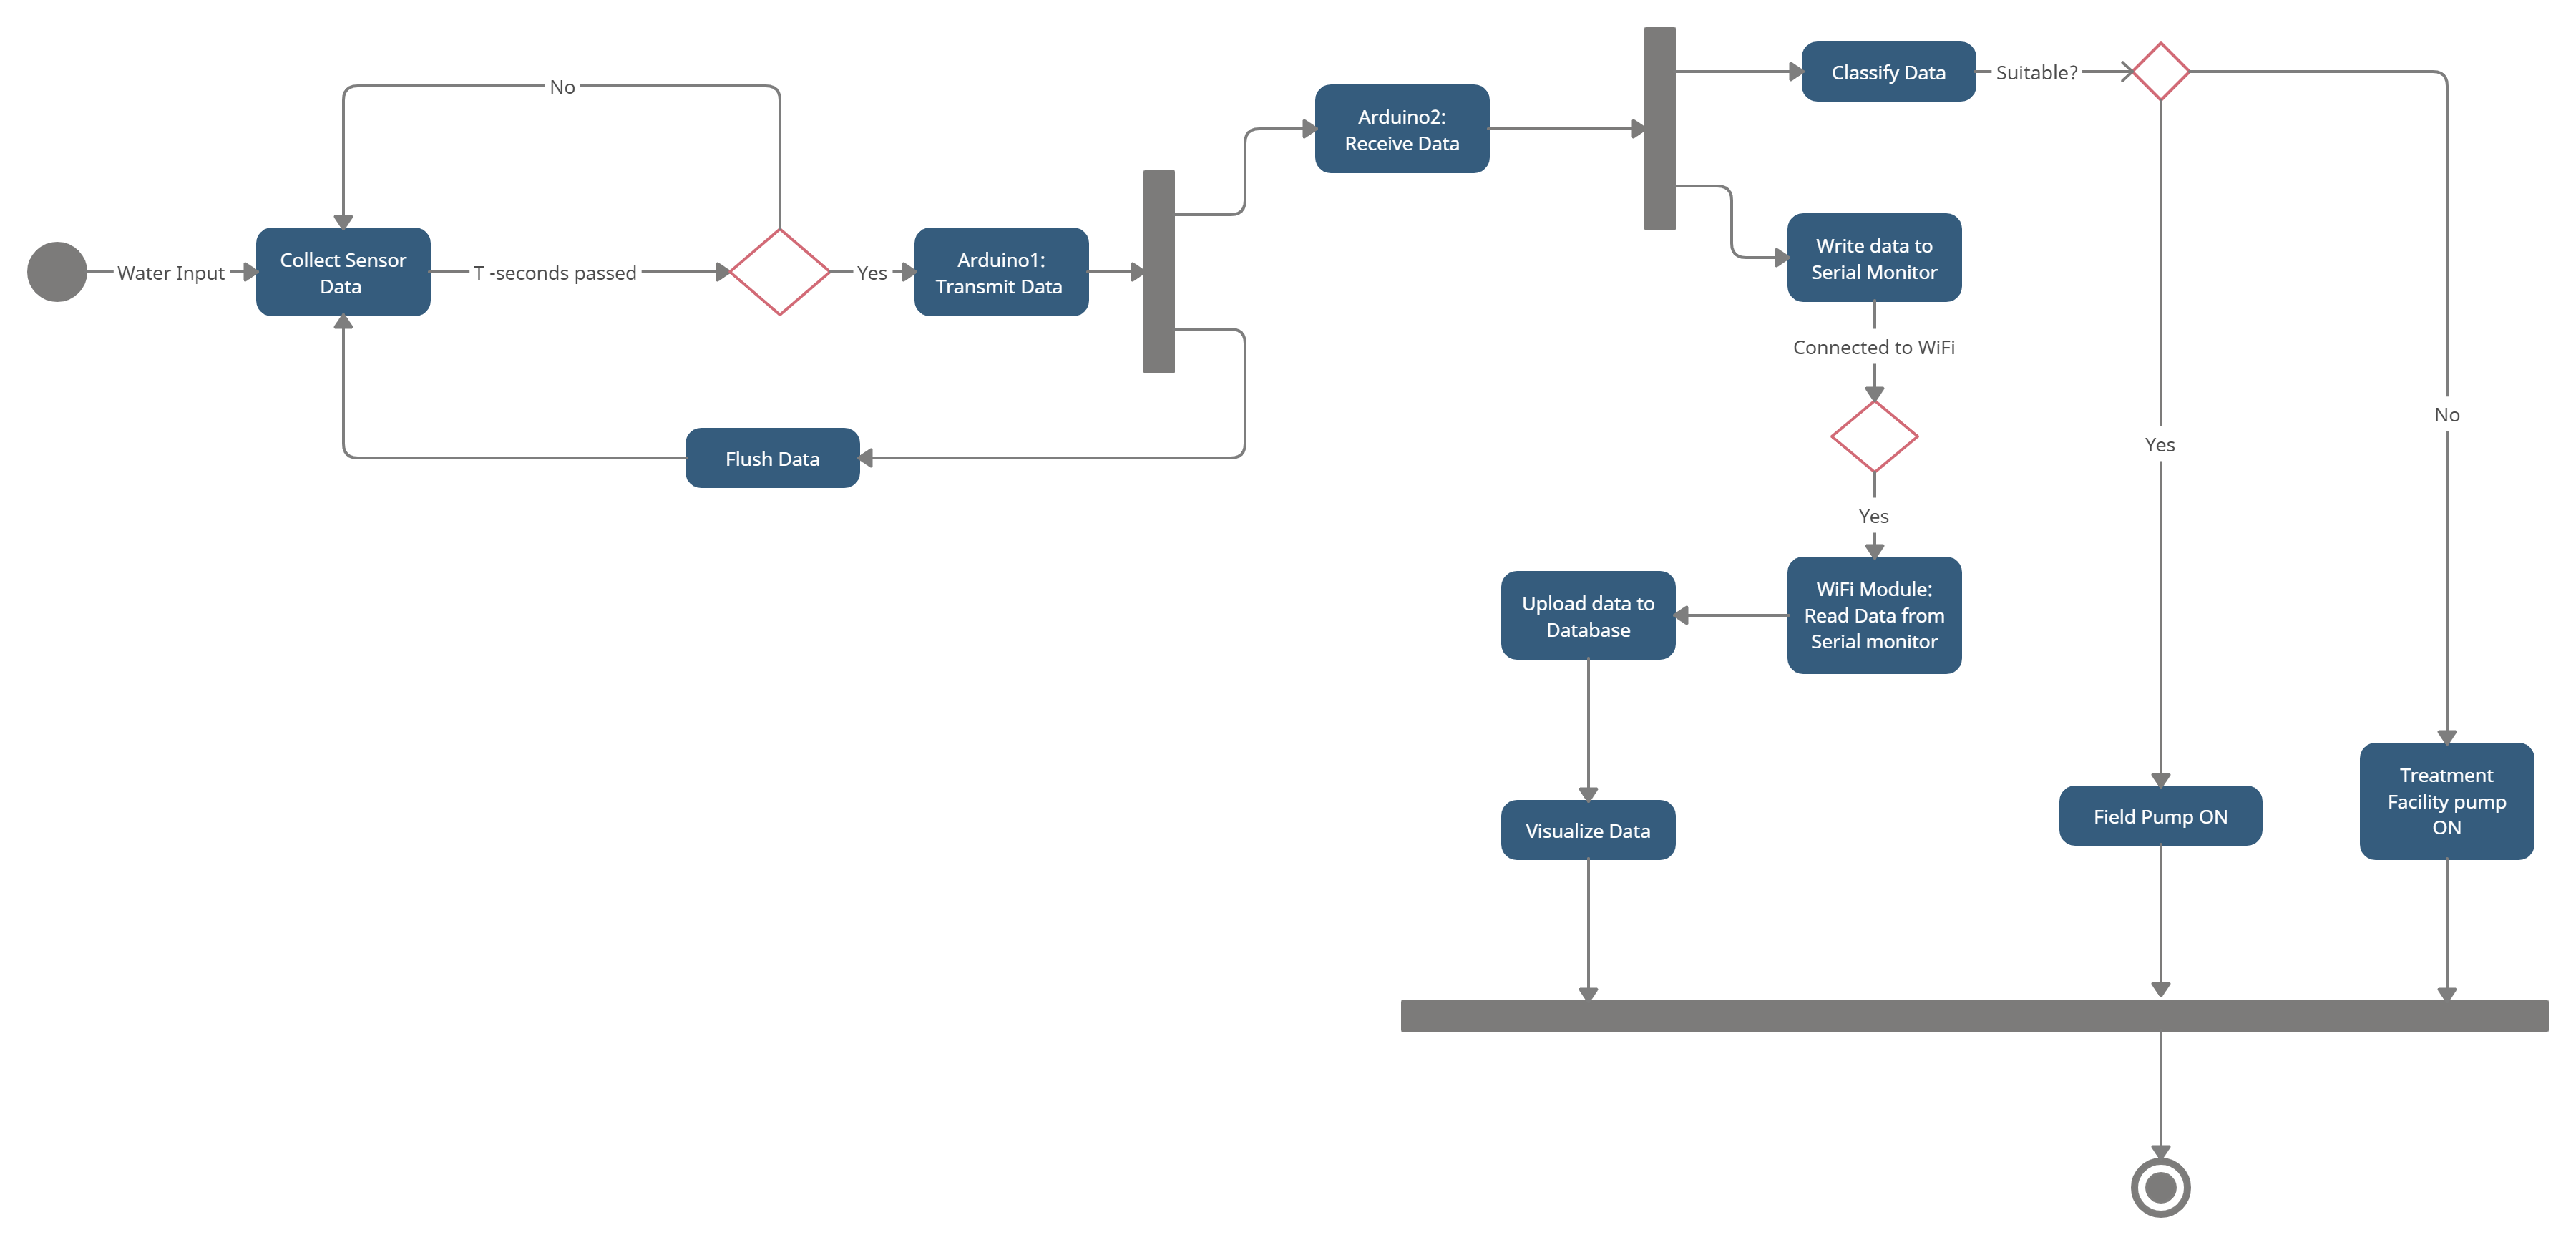 No
Water Input
Collect Sensor
Data
T -seconds passed
Yes
Arduino1:
Transmit Data
Flush Data
Arduino2:
Receive Data
Classify Data
Suitable?
Write data to
Serial Monitor
Connected to WiFi
Yes
WiFi Module:
Read Data from
Serial monitor
Upload data to
Database
Visualize Data
Yes
No
Field Pump ON
Treatment
Facility pump
ON